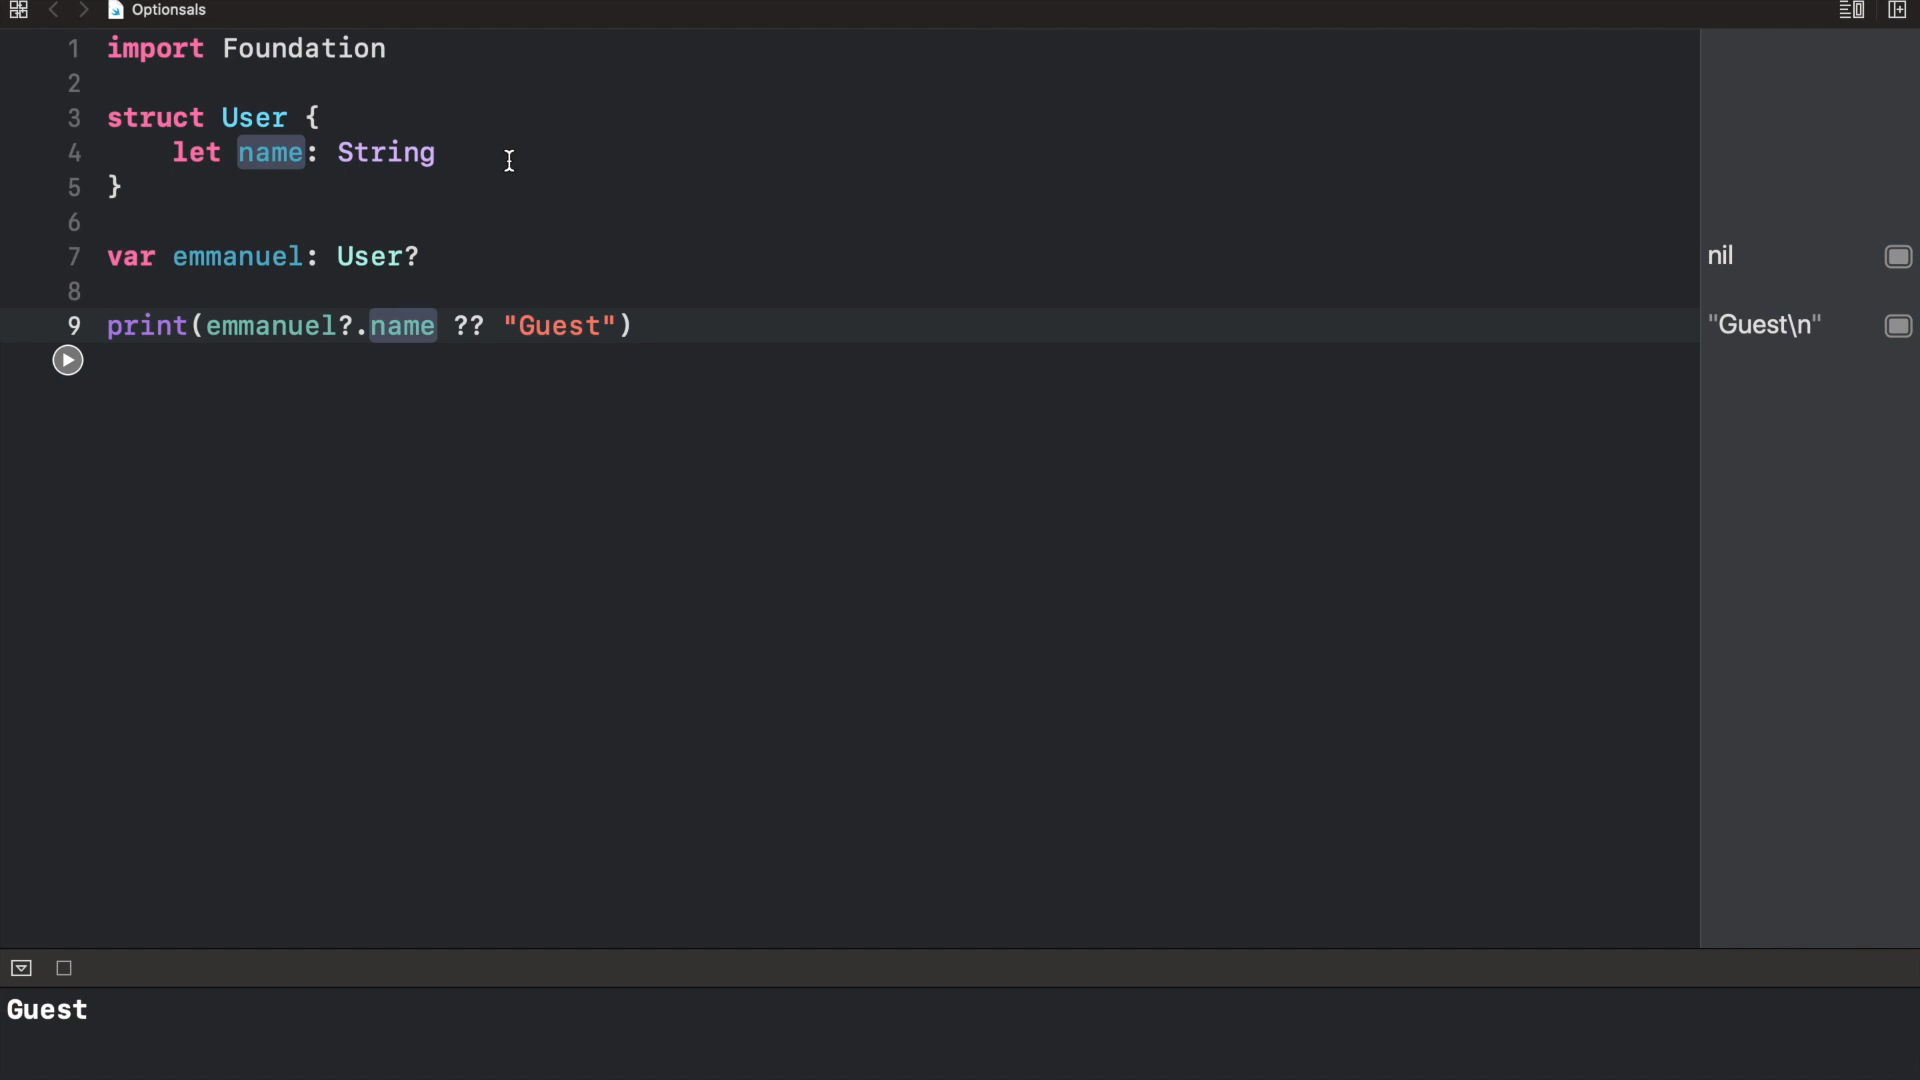 Optionsals
1 import Foundation
2
3 struct User {
4     let name: String
5 }
6
7 var emmanuel: User?
nil
8
9 print(emmanuel?.name ?? "Guest")
"Guest\n"
Guest